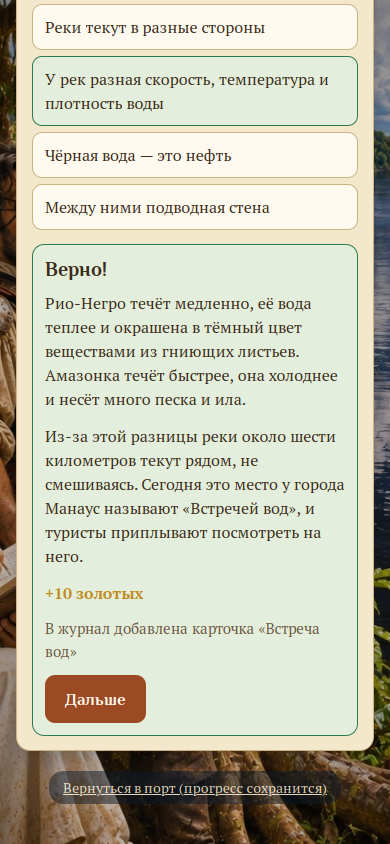 Реки текут в разные стороны
У рек разная скорость, температура и
плотность воды
Чёрная вода — это нефть
Между ними подводная стена
Верно!
Рио-Негро течёт медленно, её вода
теплее и окрашена в тёмный цвет
веществами из гниющих листьев.
Амазонка течёт быстрее, она холоднее
и несёт много песка и ила.
Из-за этой разницы реки около шести
километров текут рядом, не
смешиваясь. Сегодня это место у города
Манаус называют «Встречей вод», и
туристы приплывают посмотреть на
него.
+10 золотых
В журнал добавлена карточка «Встреча
вод»
Дальше
Вернуться в порт (прогресс сохранится)